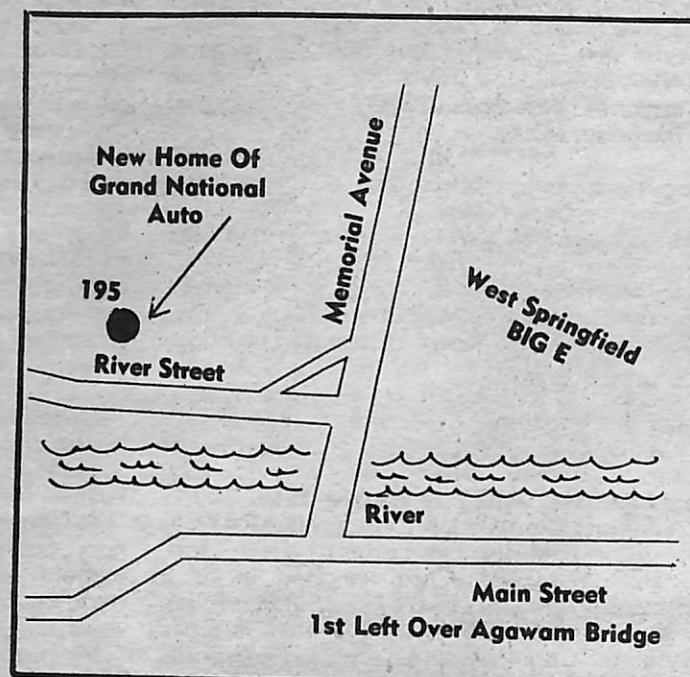 New Home Of
Grand National
Auto
195
River Street
Memorial Avenue
West Springfield
BIG E
River
Main Street
1st Left Over Agawam Bridge